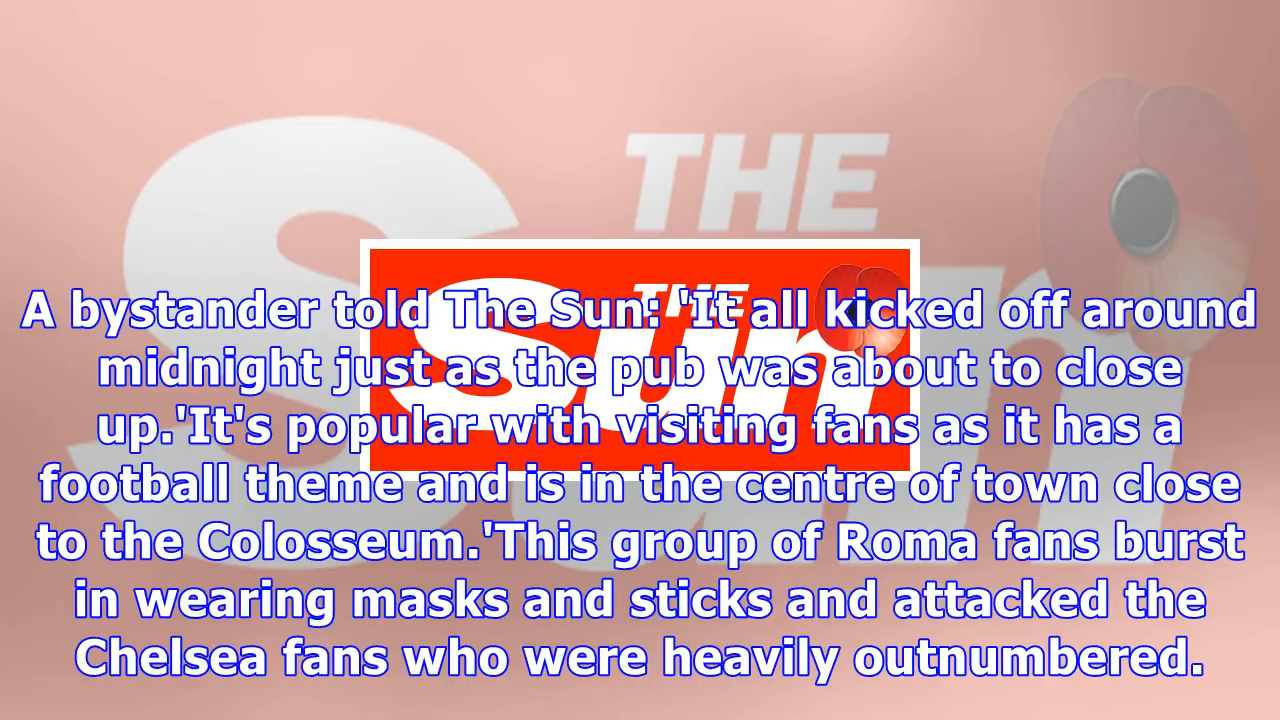 THE
Sun
THE
Sun
A bystander told The Sun: 'It all kicked off around
midnight just as the pub was about to close
up.'It's popular with visiting fans as it has a
football theme and is in the centre of town close
to the Colosseum.'This group of Roma fans burst
in wearing masks and sticks and attacked the
Chelsea fans who were heavily outnumbered.